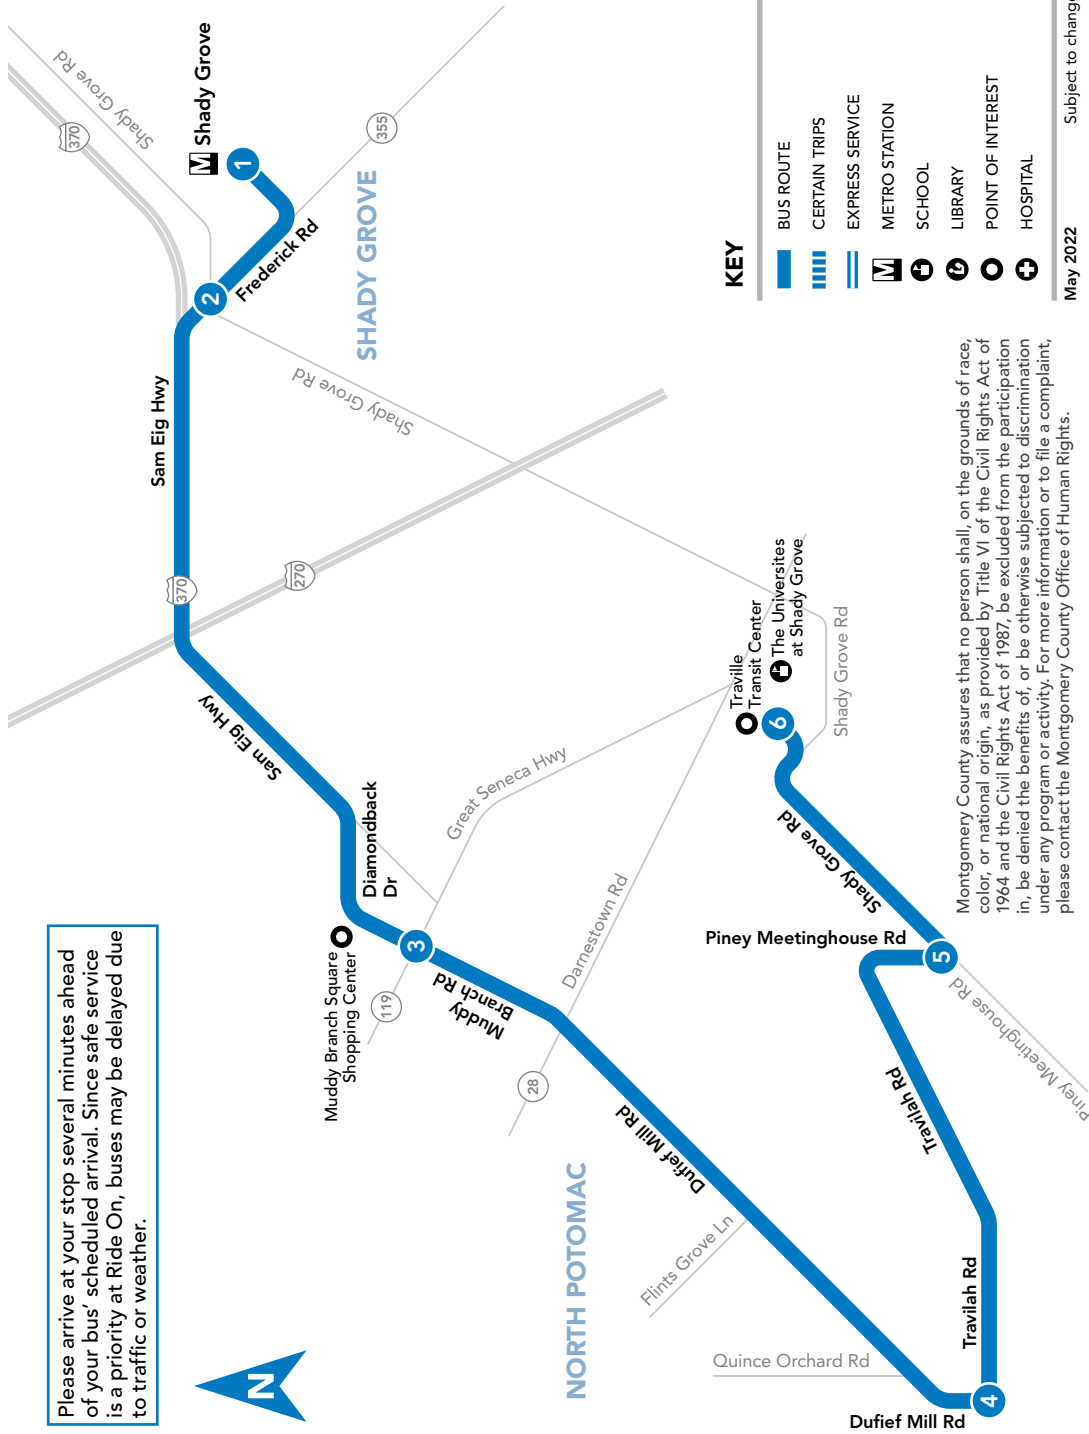 Please arrive at your stop several minutes ahead
of your bus’ scheduled arrival. Since safe service
is a priority at Ride On, buses may be delayed due
to traffic or weather.
N
370
Shady Grove Rd
M Shady Grove
1
355
Frederick Rd
2
SHADY GROVE
Sam Eig Hwy
Shady Grove Rd
370
270
Sam Eig Hwy
Diamondback
Dr
Great Seneca Hwy
Muddy Branch Square
Shopping Center
3
119
Muddy
Branch Rd
Darnestown Rd
28
Dufief Mill Rd
NORTH POTOMAC
Flints Grove Ln
Quince Orchard Rd
Dufief Mill Rd
4
Travilah Rd
Travilah Rd
Piney Meetinghouse Rd
5
Piney Meetinghouse Rd
Shady Grove Rd
6
Traville
Transit Center
The Universites
at Shady Grove
Shady Grove Rd
KEY
BUS ROUTE
CERTAIN TRIPS
EXPRESS SERVICE
M METRO STATION
SCHOOL
LIBRARY
POINT OF INTEREST
HOSPITAL
May 2022 Subject to change
Montgomery County assures that no person shall, on the grounds of race,
color, or national origin, as provided by Title VI of the Civil Rights Act of
1964 and the Civil Rights Act of 1987, be excluded from the participation
in, be denied the benefits of, or be otherwise subjected to discrimination
under any program or activity. For more information or to file a complaint,
please contact the Montgomery County Office of Human Rights.